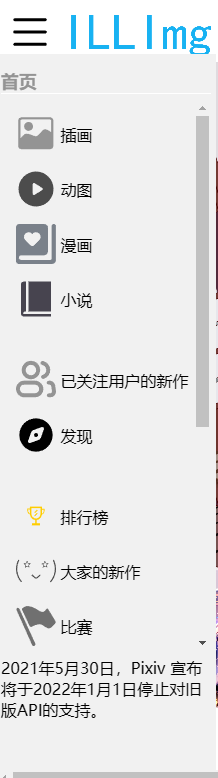 ILLImg
首页
插画
动图
漫画
小说
已关注用户的新作
发现
排行榜
大家的新作
比赛
2021年5月30日，Pixiv 宣布
将于2022年1月1日停止对旧
版API的支持。